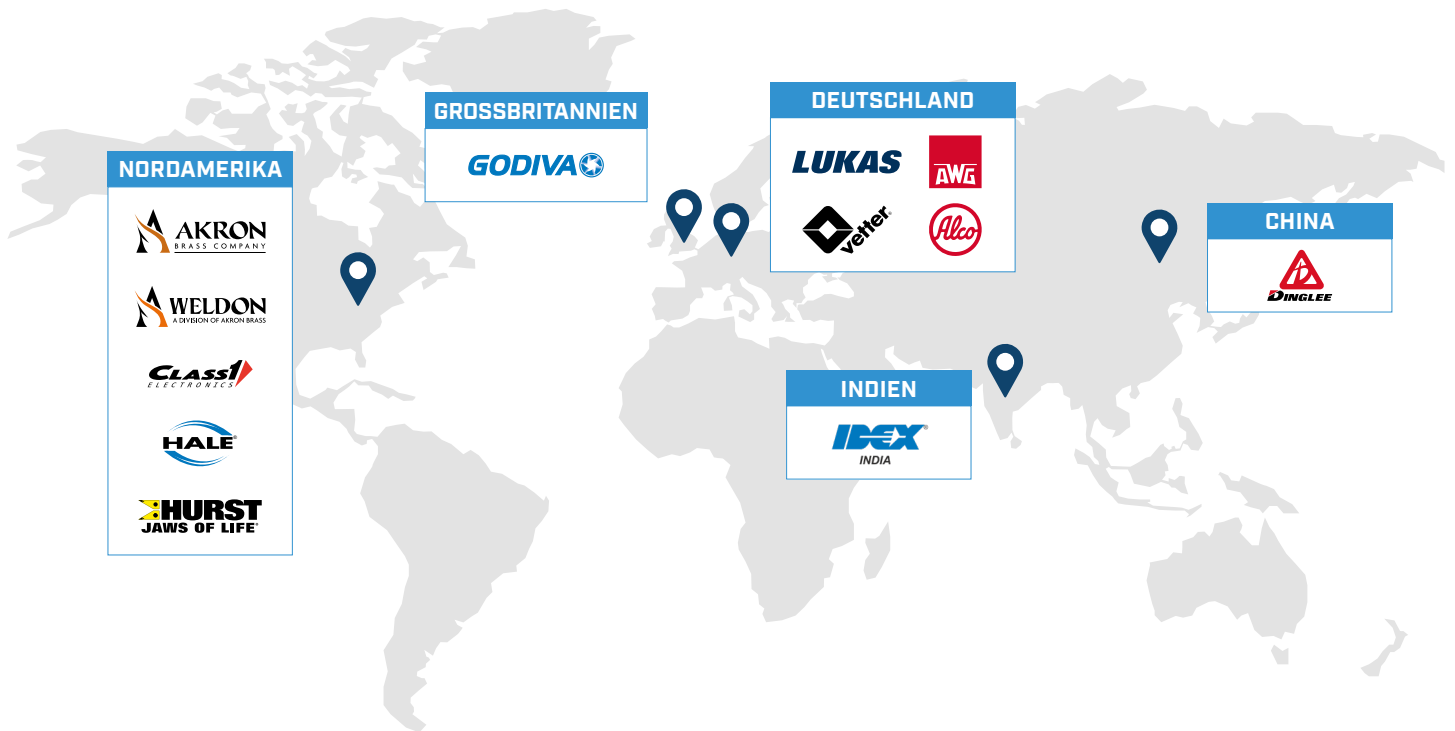 NORDAMERIKA
AKRON
BRASS COMPANY
WELDON
A DIVISION OF AKRON BRASS
CLASS1
ELECTRONICS
HALE®
HURST
JAWS OF LIFE®
GROSSBRITANNIEN
GODIVA
DEUTSCHLAND
LUKAS
AWG
vetter®
Alco
INDIEN
IDEX®
INDIA
CHINA
D
DINGLEE